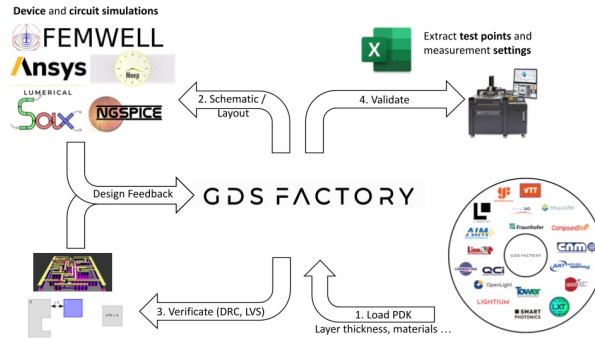 Device and circuit simulations
FEMWELL
Ansys
Meep
LUMERICAL
Sax
NGSPICE
Extract test points and
measurement settings
2. Schematic /
Layout
4. Validate
Design Feedback
GDS FACTORY
3. Verificate (DRC, LVS)
1. Load PDK
Layer thickness, materials ...
VTT
Fraunhofer
CompoundTek
AIM
cnm
QCi
GDS FACTORY
OpenLight
Tower
LIGHTIUM
SMART
PHOTONICS
LXT